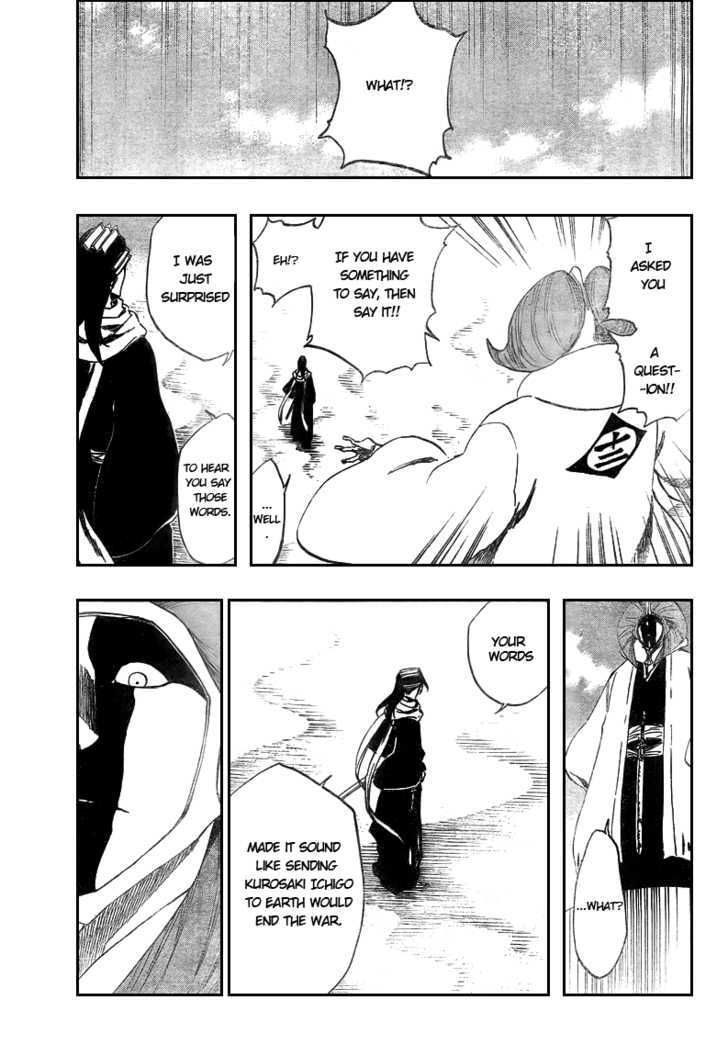 WHAT!?
I
ASKED
YOU
A
QUEST-
-ION!!
十二
IF YOU HAVE
SOMETHING
TO SAY, THEN
SAY IT!!
EH!?
...
WELL
.
I WAS
JUST
SURPRISED
TO HEAR
YOU SAY
THOSE
WORDS.
...WHAT?
YOUR
WORDS
MADE IT SOUND
LIKE SENDING
KUROSAKI ICHIGO
TO EARTH WOULD
END THE WAR.